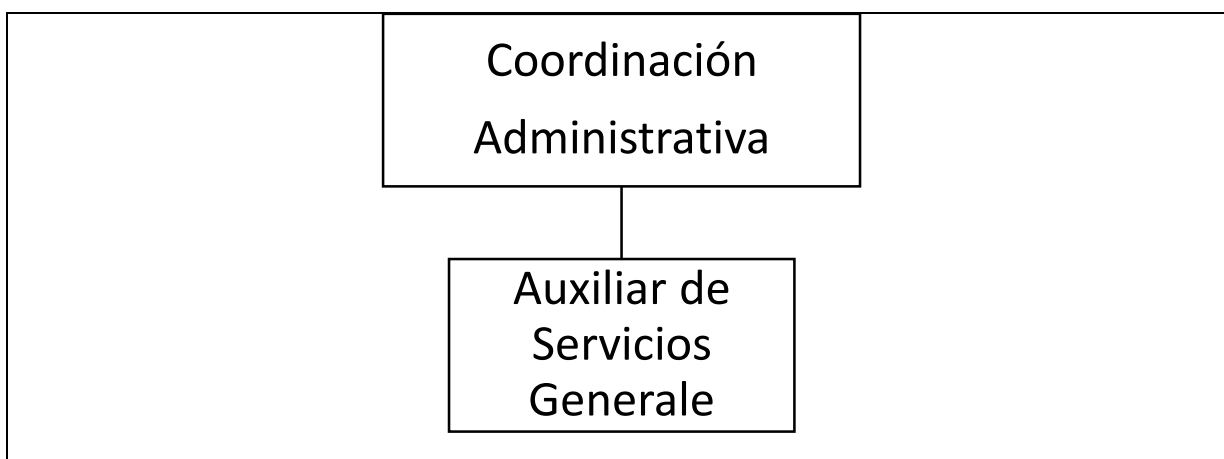 Coordinación
Administrativa
Auxiliar de
Servicios
Generale